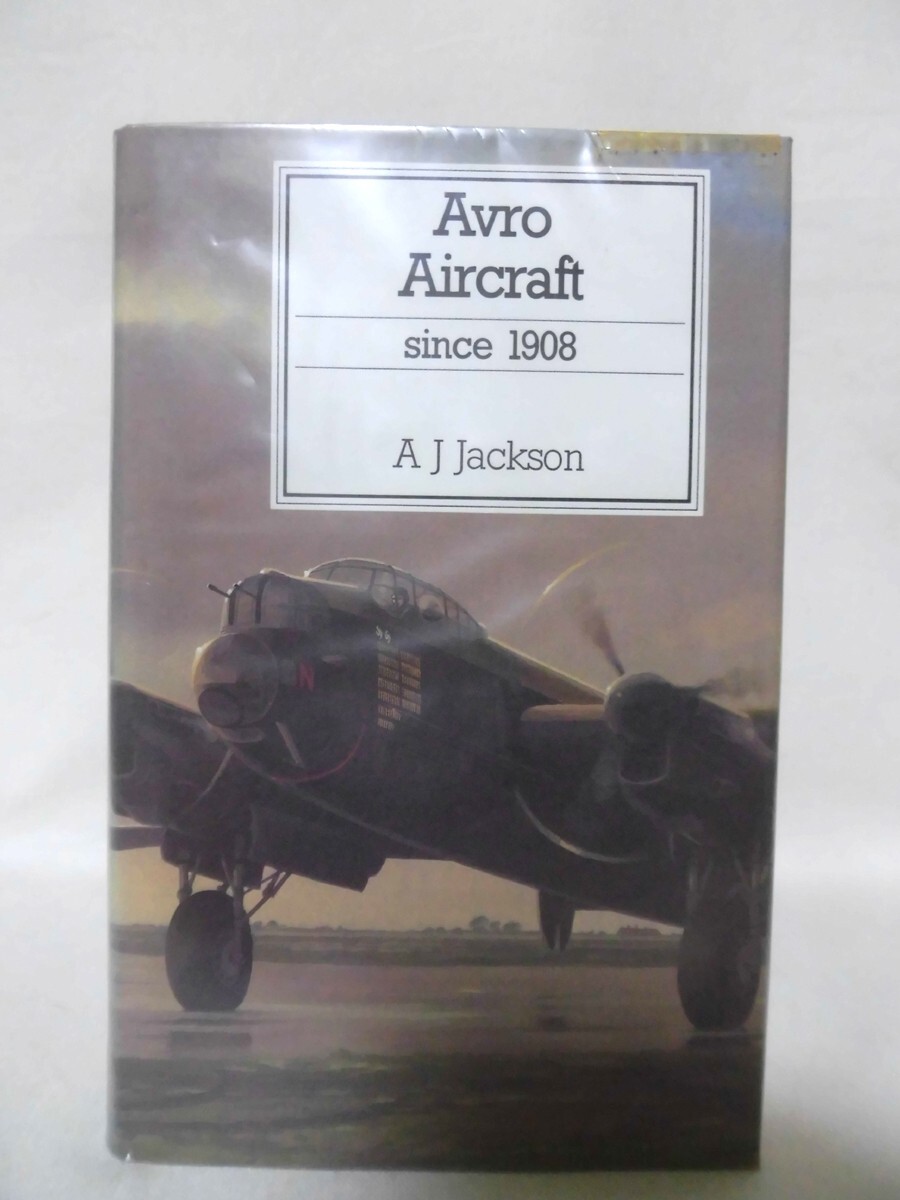 Avro
Aircraft
since 1908
A J Jackson
N